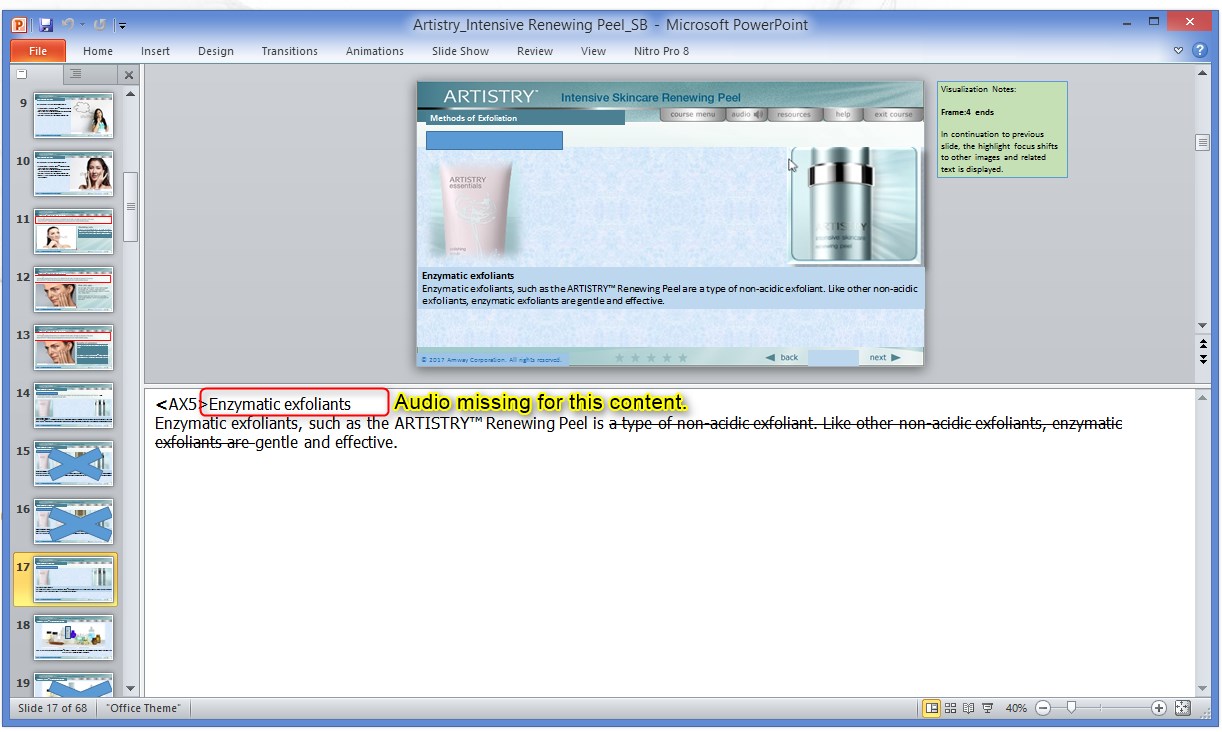 Artistry_Intensive Renewing Peel_SB - Microsoft PowerPoint
File Home Insert Design Transitions Animations Slide Show Review View Nitro Pro 8
9
10
11
12
13
14
15
16
17
18
19
ARTISTRY™ Intensive Skincare Renewing Peel
course menu audio resources help exit course
Methods of Exfoliation
ARTISTRY
essentials
ARTISTRY
intensive skincare
renewing peel
Enzymatic exfoliants
Enzymatic exfoliants, such as the ARTISTRY™ Renewing Peel are a type of non-acidic exfoliant. Like other non-acidic
exfoliants, enzymatic exfoliants are gentle and effective.
© 2017 Amway Corporation. All rights reserved.
back next
Visualization Notes:
Frame:4 ends
In continuation to previous
slide, the highlight focus shifts
to other images and related
text is displayed.
<AX5>Enzymatic exfoliants Audio missing for this content.
Enzymatic exfoliants, such as the ARTISTRY™ Renewing Peel is a type of non-acidic exfoliant. Like other non-acidic exfoliants, enzymatic
exfoliants are gentle and effective.
Slide 17 of 68 "Office Theme" 40%